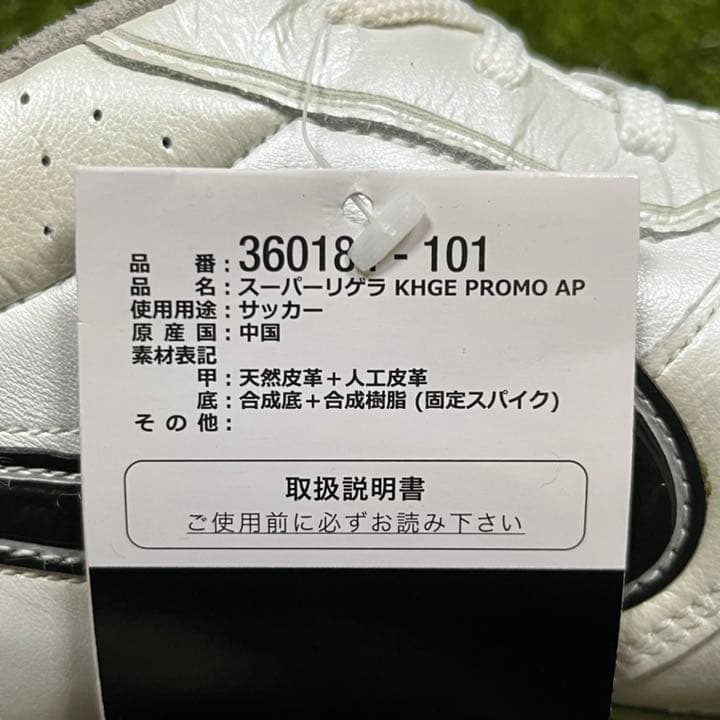 品番：36018 - 101
品名：スーパーリゲラ KHGE PROMO AP
使用用途：サッカー
原産国：中国
素材表記
甲：天然皮革＋人工皮革
底：合成底＋合成樹脂 (固定スパイク)
その他：
取扱説明書
ご使用前に必ずお読み下さい